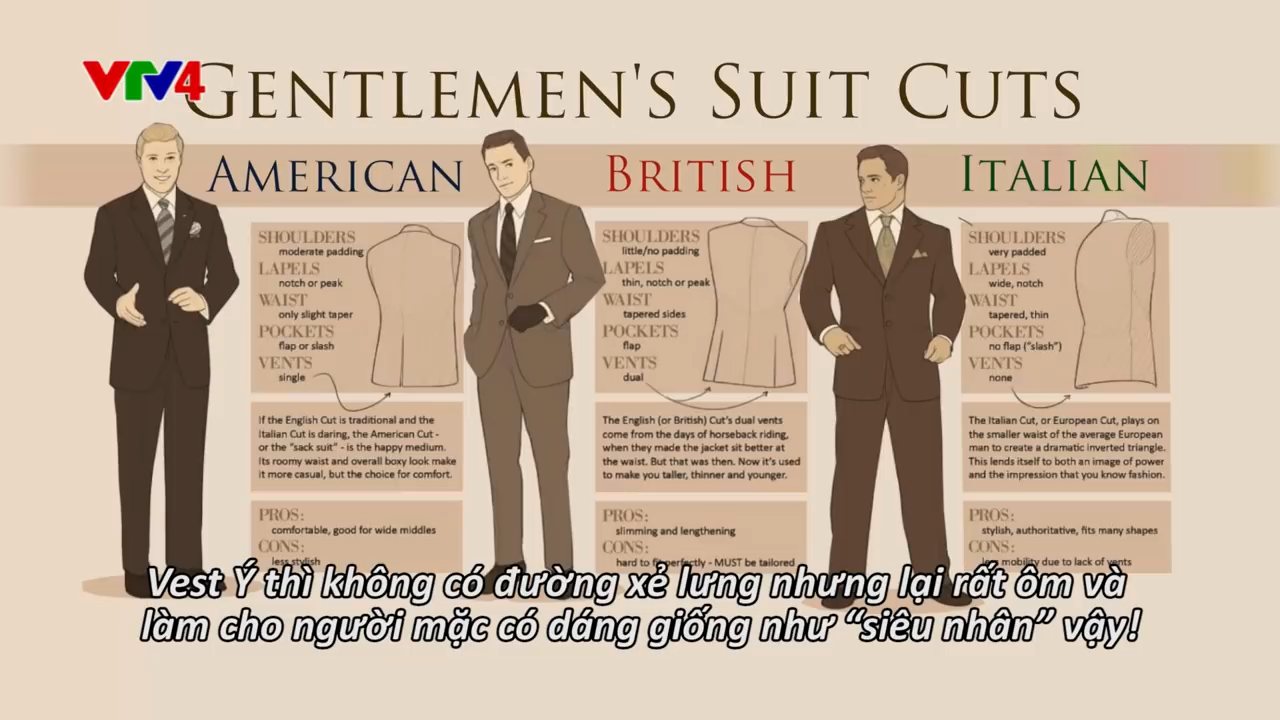 VTV4
GENTLEMEN'S SUIT CUTS
AMERICAN
SHOULDERS
moderate padding
LAPELS
notch or peak
WAIST
only slight taper
POCKETS
flap or slash
VENTS
single
If the English Cut is traditional and the
Italian Cut is daring, the American Cut -
or the "sack suit" - is the happy medium.
Its roomy waist and overall boxy look make
it more casual, but the choice for comfort.
PROS:
comfortable, good for wide middles
CONS:
less stylish
BRITISH
SHOULDERS
little/no padding
LAPELS
thin, notch or peak
WAIST
tapered sides
POCKETS
flap
VENTS
dual
The English (or British) Cut's dual vents
come from the days of horseback riding,
when they made the jacket sit better at
the waist. But that was then. Now it's used
to make you taller, thinner and younger.
PROS:
slimming and lengthening
CONS:
hard to fit perfectly - MUST be tailored
ITALIAN
SHOULDERS
very padded
LAPELS
wide, notch
WAIST
tapered, thin
POCKETS
no flap ("slash")
VENTS
none
The Italian Cut, or European Cut, plays on
the smaller waist of the average European
man to create a dramatic inverted triangle.
This lends itself to both an image of power
and the impression that you know fashion.
PROS:
stylish, authoritative, fits many shapes
CONS:
less mobility due to lack of vents
Vest Ý thì không có đường xẻ lưng nhưng lại rất ôm và
làm cho người mặc có dáng giống như “siêu nhân” vậy!